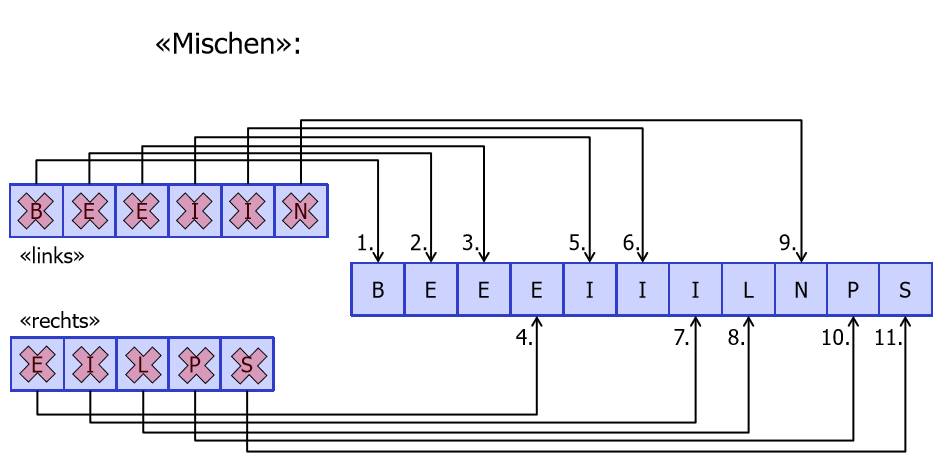 «Mischen»:
B E E I I N
1. 2. 3. 5. 6. 9.
«links»
B E E E I I I L N P S
«rechts»
4. 7. 8. 10. 11.
E I L P S